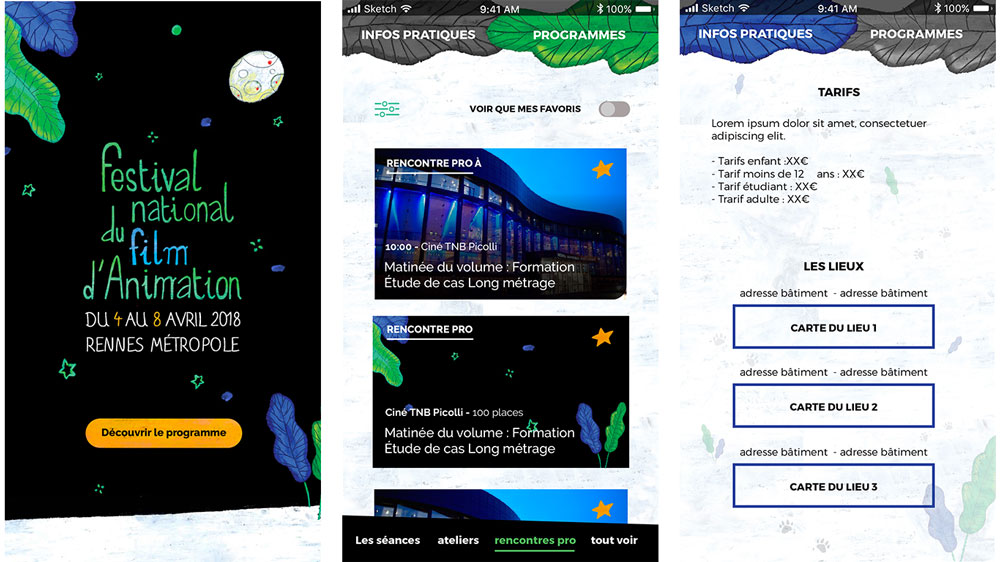 Festival
national
du film
d'Animation
DU 4 AU 8 AVRIL 2018
RENNES MÉTROPOLE
Découvrir le programme
Sketch 9:41 AM 100%
INFOS PRATIQUES PROGRAMMES
VOIR QUE MES FAVORIS
RENCONTRE PRO À
10:00 - Ciné TNB Picolli
Matinée du volume : Formation
Étude de cas Long métrage
RENCONTRE PRO
Ciné TNB Picolli - 100 places
Matinée du volume : Formation
Étude de cas Long métrage
Les séances ateliers rencontres pro tout voir
Sketch 9:41 AM 100%
INFOS PRATIQUES PROGRAMMES
TARIFS
Lorem ipsum dolor sit amet, consectetuer
adipiscing elit.
- Tarifs enfant :XX€
- Tarif moins de 12 ans : XX€
- Tarif étudiant : XX€
- Trarif adulte : XX€
LES LIEUX
adresse bâtiment - adresse bâtiment
CARTE DU LIEU 1
adresse bâtiment - adresse bâtiment
CARTE DU LIEU 2
adresse bâtiment - adresse bâtiment
CARTE DU LIEU 3